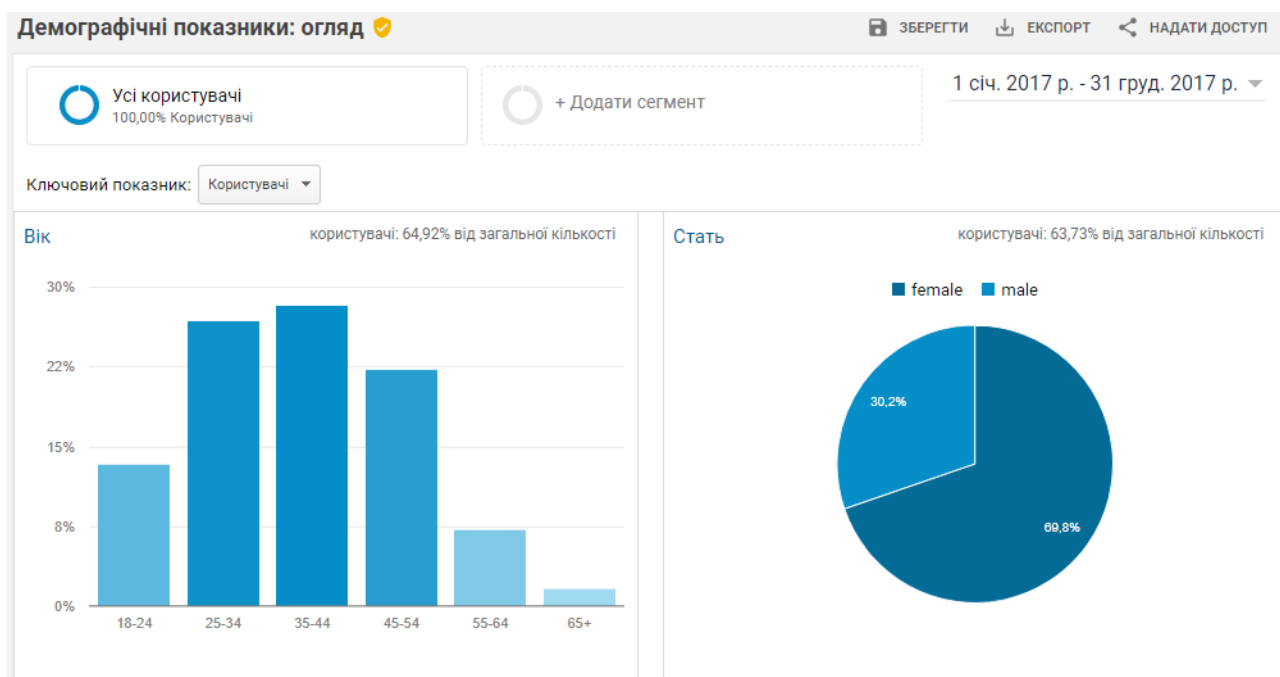 Демографічні показники: огляд
ЗБЕРЕГТИ ЕКСПОРТ НАДАТИ ДОСТУП
Усі користувачі
100,00% Користувачі
+ Додати сегмент
1 січ. 2017 р. - 31 груд. 2017 р.
Ключовий показник: Користувачі
Вік
користувачі: 64,92% від загальної кількості
30%
22%
15%
8%
0%
18-24 25-34 35-44 45-54 55-64 65+
Стать
користувачі: 63,73% від загальної кількості
female male
30,2%
69,8%